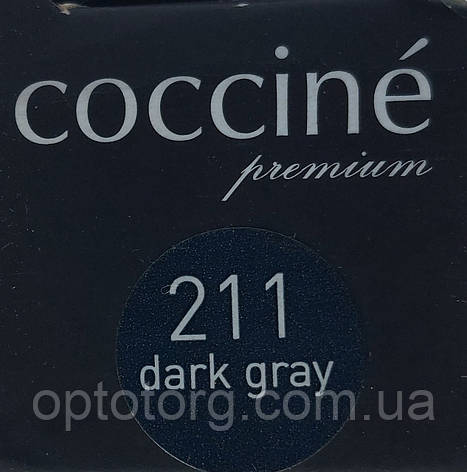 cocciné
premium
211
dark gray
optotorg.com.ua